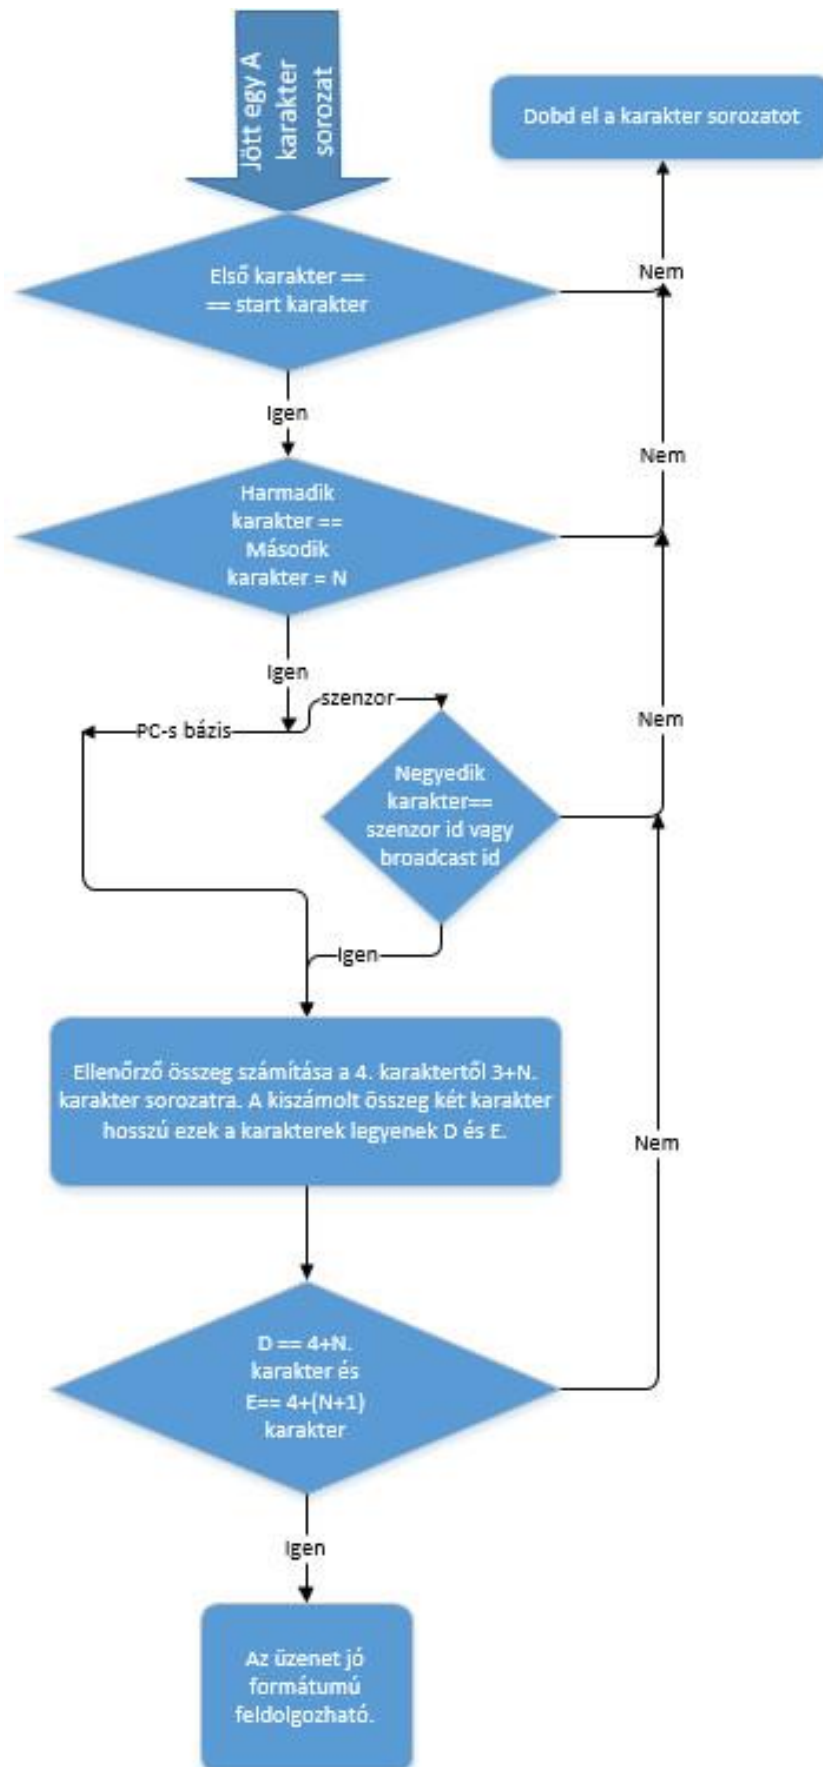 Jött egy A
karakter
sorozat
Dobd el a karakter sorozatot
Első karakter ==
== start karakter
Nem
Igen
Harmadik
karakter ==
Második
karakter = N
Nem
Igen
szenzor
PC-s bázis
Nem
Negyedik
karakter==
szenzor id vagy
broadcast id
Igen
Ellenőrző összeg számítása a 4. karaktertől 3+N.
karakter sorozatra. A kiszámolt összeg két karakter
hosszú ezek a karakterek legyenek D és E.
Nem
D == 4+N.
karakter és
E== 4+(N+1)
karakter
Igen
Az üzenet jó
formátumú
feldolgozható.